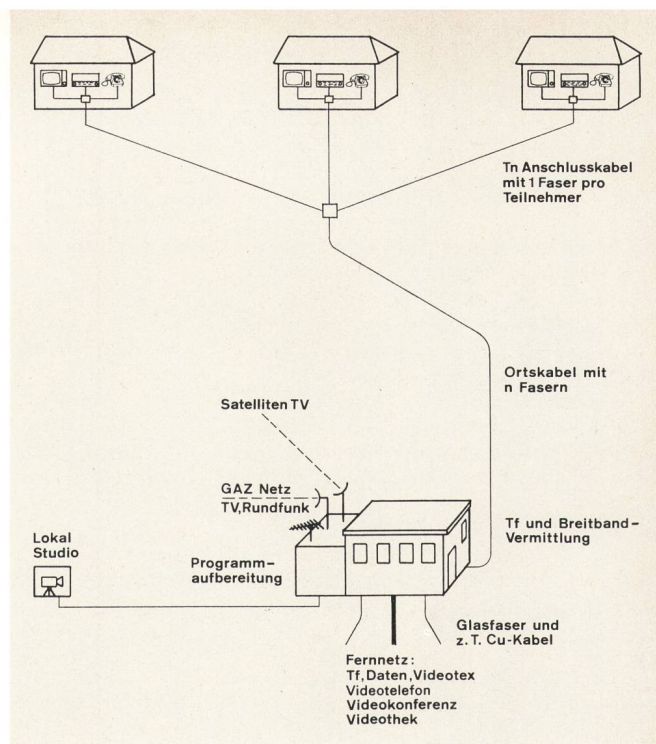 Tn Anschlusskabel
mit 1 Faser pro
Teilnehmer
Ortskabel mit
n Fasern
Satelliten TV
GAZ Netz
TV,Rundfunk
Tf und Breitband-
Vermittlung
Lokal
Studio
Programm-
aufbereitung
Glasfaser und
z.T. Cu-Kabel
Fernnetz:
Tf,Daten,Videotex
Videotelefon
Videokonferenz
Videothek